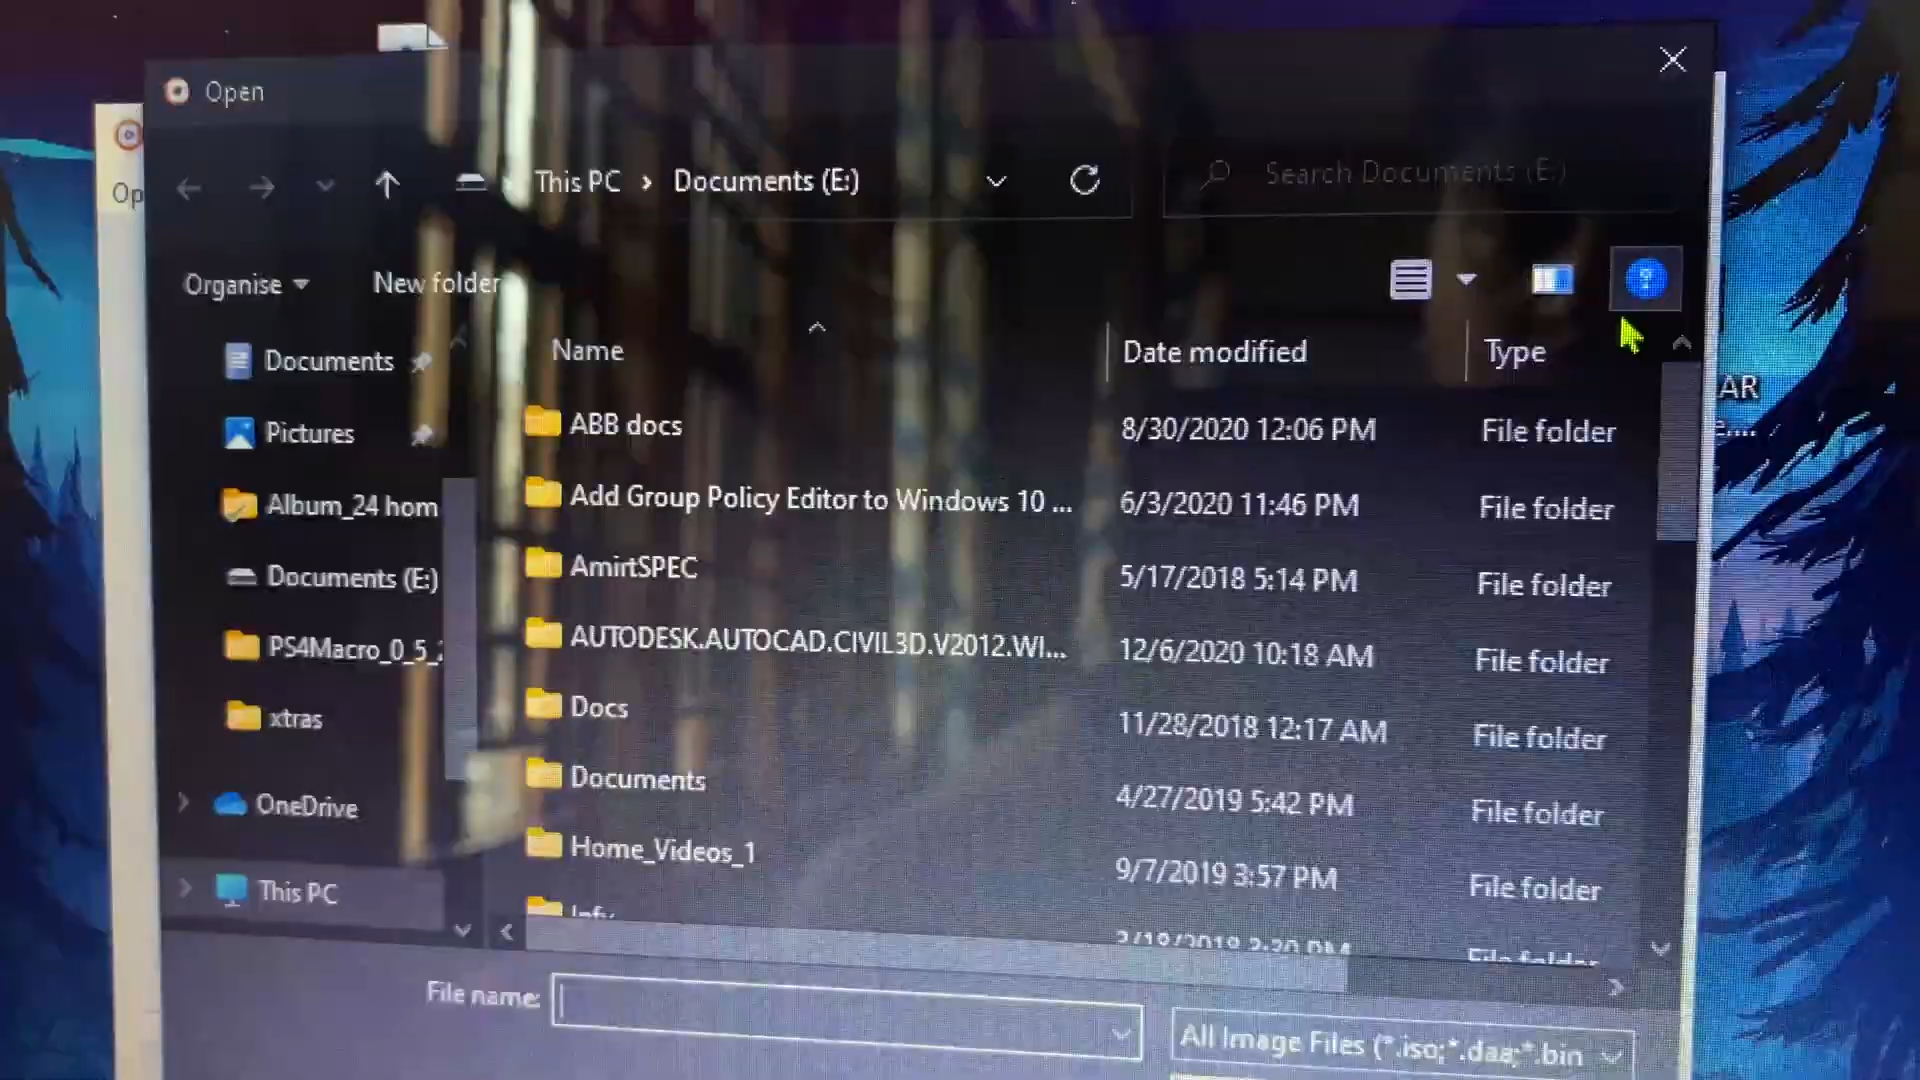 Open
Op
This PC > Documents (E:)
Search Documents (E:)
Organise
New folder
Name
Date modified
Type
Documents
Pictures
Album_24 hom
Documents (E:)
PS4Macro_0_5_2
xtras
OneDrive
This PC
ABB docs 8/30/2020 12:06 PM File folder
Add Group Policy Editor to Windows 10 ... 6/3/2020 11:46 PM File folder
AmirtSPEC 5/17/2018 5:14 PM File folder
AUTODESK.AUTOCAD.CIVIL3D.V2012.WI... 12/6/2020 10:18 AM File folder
Docs 11/28/2018 12:17 AM File folder
Documents 4/27/2019 5:42 PM File folder
Home_Videos_1 9/7/2019 3:57 PM File folder
File folder
AR
e....
File name:
All Image Files (*.iso;*.daa;*.bin